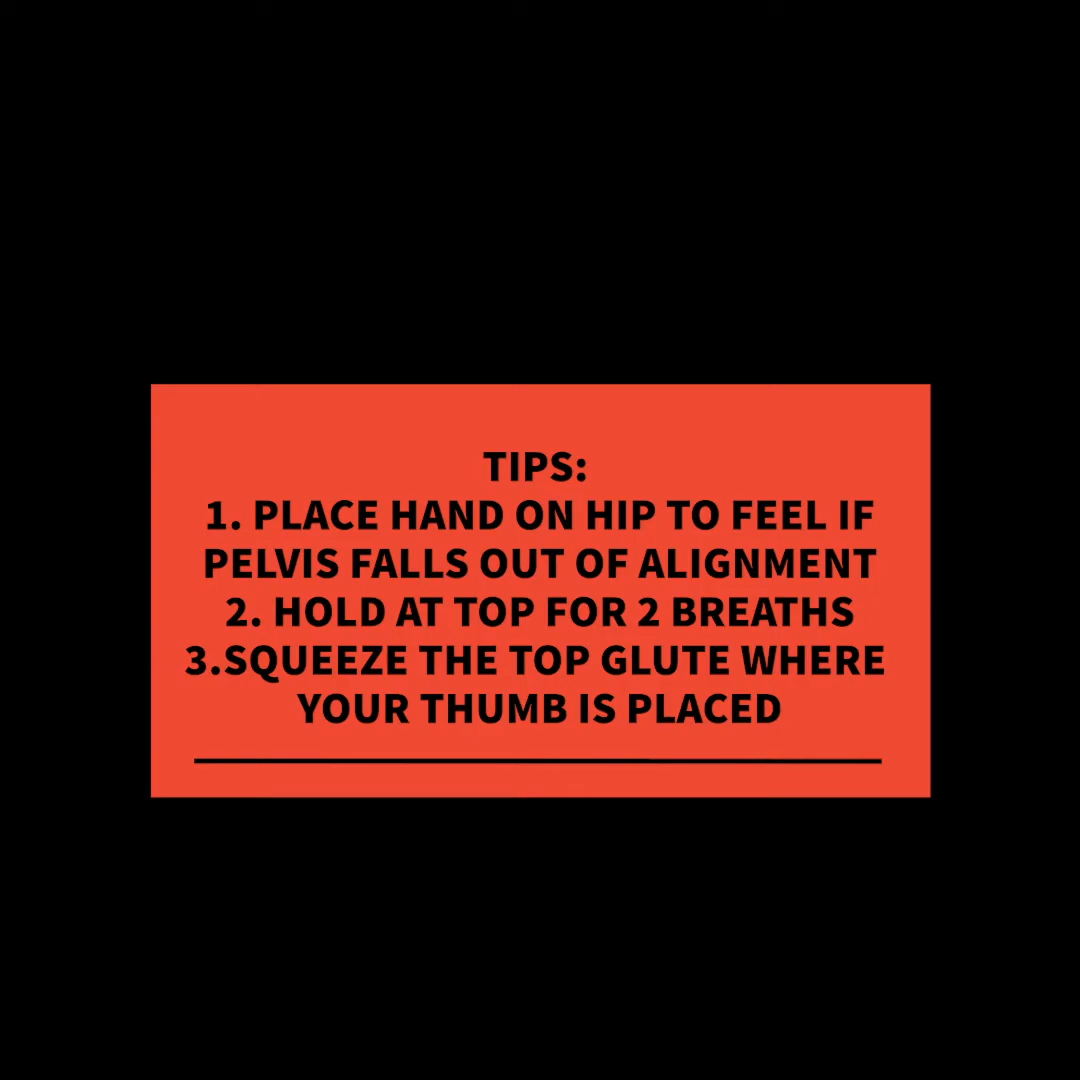 TIPS:
1. PLACE HAND ON HIP TO FEEL IF
PELVIS FALLS OUT OF ALIGNMENT
2. HOLD AT TOP FOR 2 BREATHS
3.SQUEEZE THE TOP GLUTE WHERE
YOUR THUMB IS PLACED